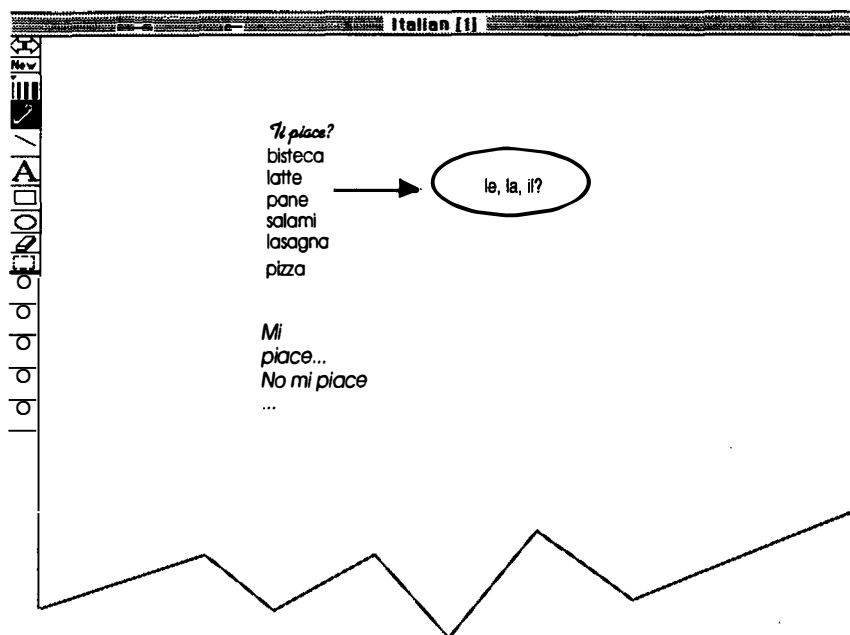 Italian [1]
New
A
Ti piace?
bisteca
latte
pane
salami
lasagna
pizza
le, la, il?
Mi
piace...
No mi piace
...